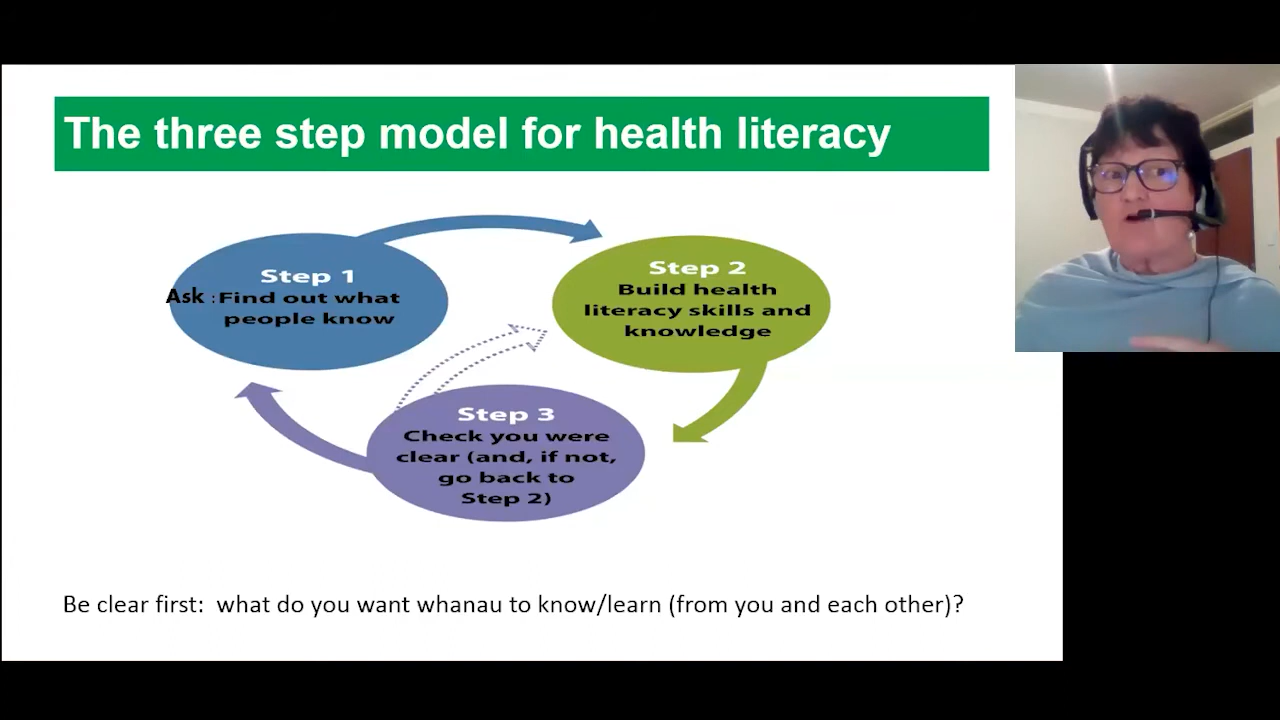 The three step model for health literacy
Step 1
Ask : Find out what
people know
Step 2
Build health
literacy skills and
knowledge
Step 3
Check you were
clear (and, if not,
go back to
Step 2)
Be clear first:  what do you want whanau to know/learn (from you and each other)?